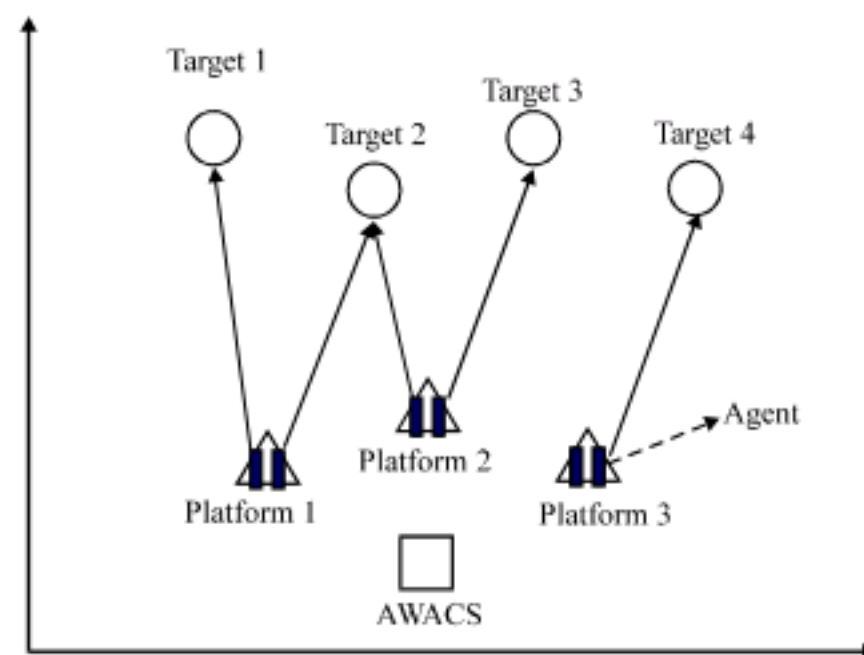 Target 1
Target 3
Target 2
Target 4
Agent
Platform 2
Platform 1
Platform 3
AWACS